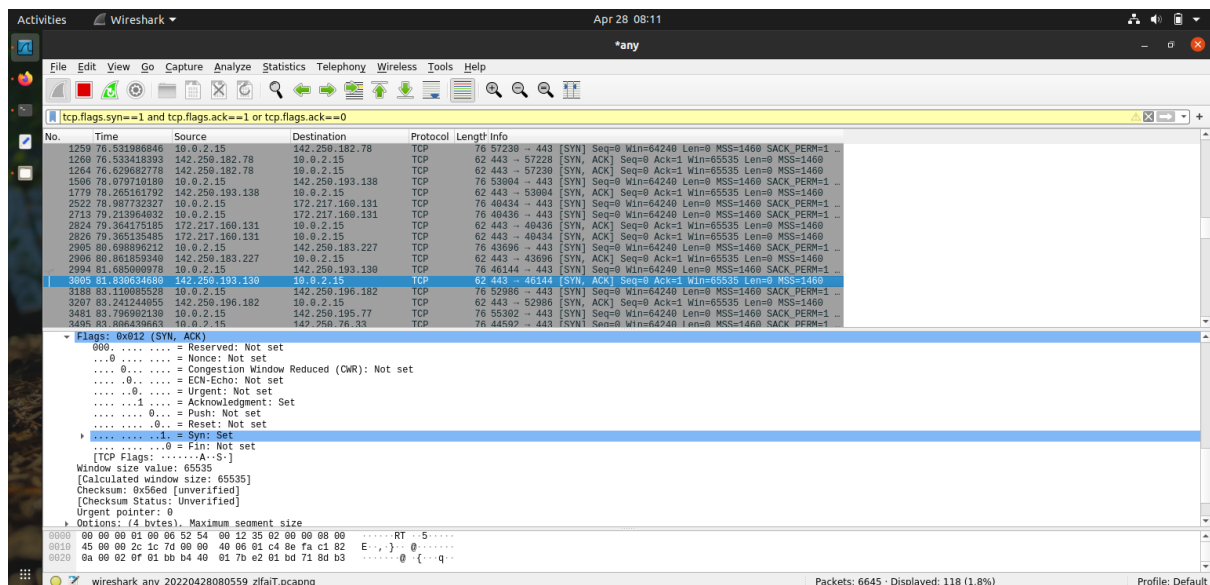 Activities Wireshark Apr 28 08:11
*any
File Edit View Go Capture Analyze Statistics Telephony Wireless Tools Help
tcp.flags.syn==1 and tcp.flags.ack==1 or tcp.flags.ack==0
No. Time Source Destination Protocol Length Info
1259 76.531986846 10.0.2.15 142.250.182.78 TCP 76 57230 → 443 [SYN] Seq=0 Win=64240 Len=0 MSS=1460 SACK_PERM=1 …
1260 76.533418393 142.250.182.78 10.0.2.15 TCP 62 443 → 57228 [SYN, ACK] Seq=0 Ack=1 Win=65535 Len=0 MSS=1460
1264 76.629682778 142.250.182.78 10.0.2.15 TCP 62 443 → 57230 [SYN, ACK] Seq=0 Ack=1 Win=65535 Len=0 MSS=1460
1506 78.079710180 10.0.2.15 142.250.193.138 TCP 76 53004 → 443 [SYN] Seq=0 Win=64240 Len=0 MSS=1460 SACK_PERM=1 …
1779 78.265161792 142.250.193.138 10.0.2.15 TCP 62 443 → 53004 [SYN, ACK] Seq=0 Ack=1 Win=65535 Len=0 MSS=1460
2522 78.987732327 10.0.2.15 172.217.160.131 TCP 76 40434 → 443 [SYN] Seq=0 Win=64240 Len=0 MSS=1460 SACK_PERM=1 …
2713 79.213964032 10.0.2.15 172.217.160.131 TCP 76 40436 → 443 [SYN] Seq=0 Win=64240 Len=0 MSS=1460 SACK_PERM=1 …
2824 79.364175185 172.217.160.131 10.0.2.15 TCP 62 443 → 40436 [SYN, ACK] Seq=0 Ack=1 Win=65535 Len=0 MSS=1460
2826 79.365135485 172.217.160.131 10.0.2.15 TCP 62 443 → 40434 [SYN, ACK] Seq=0 Ack=1 Win=65535 Len=0 MSS=1460
2905 80.698896212 10.0.2.15 142.250.183.227 TCP 76 43696 → 443 [SYN] Seq=0 Win=64240 Len=0 MSS=1460 SACK_PERM=1 …
2906 80.861859340 142.250.183.227 10.0.2.15 TCP 62 443 → 43696 [SYN, ACK] Seq=0 Ack=1 Win=65535 Len=0 MSS=1460
2994 81.685000978 10.0.2.15 142.250.193.130 TCP 76 46144 → 443 [SYN] Seq=0 Win=64240 Len=0 MSS=1460 SACK_PERM=1 …
3005 81.830634680 142.250.193.130 10.0.2.15 TCP 62 443 → 46144 [SYN, ACK] Seq=0 Ack=1 Win=65535 Len=0 MSS=1460
3188 83.110085528 10.0.2.15 142.250.196.182 TCP 76 52986 → 443 [SYN] Seq=0 Win=64240 Len=0 MSS=1460 SACK_PERM=1 …
3207 83.241244055 142.250.196.182 10.0.2.15 TCP 62 443 → 52986 [SYN, ACK] Seq=0 Ack=1 Win=65535 Len=0 MSS=1460
3481 83.796902130 10.0.2.15 142.250.195.77 TCP 76 55302 → 443 [SYN] Seq=0 Win=64240 Len=0 MSS=1460 SACK_PERM=1 …
3495 83.806439663 10.0.2.15 142.250.76.33 TCP 76 44592 → 443 [SYN] Seq=0 Win=64240 Len=0 MSS=1460 SACK_PERM=1 …
Flags: 0x012 (SYN, ACK)
000. .... .... = Reserved: Not set
...0 .... .... = Nonce: Not set
.... 0... .... = Congestion Window Reduced (CWR): Not set
.... .0.. .... = ECN-Echo: Not set
.... ..0. .... = Urgent: Not set
.... ...1 .... = Acknowledgment: Set
.... .... 0... = Push: Not set
.... .... .0.. = Reset: Not set
.... .... ..1. = Syn: Set
.... .... ...0 = Fin: Not set
[TCP Flags: ·······A··S·]
Window size value: 65535
[Calculated window size: 65535]
Checksum: 0x56ed [unverified]
[Checksum Status: Unverified]
Urgent pointer: 0
Options: (4 bytes), Maximum segment size
0000 00 00 00 01 00 06 52 54 00 12 35 02 00 00 08 00 ······RT ··5·····
0010 45 00 00 2c 1c 7d 00 00 40 06 01 c4 8e fa c1 82 E··,·}·· @·······
0020 0a 00 02 0f 01 bb b4 40 01 7b e2 01 bd 71 8d b3 ·······@ ·{···q··
wireshark_any_20220428080559_zlfaiT.pcapng Packets: 6645 · Displayed: 118 (1.8%) Profile: Default